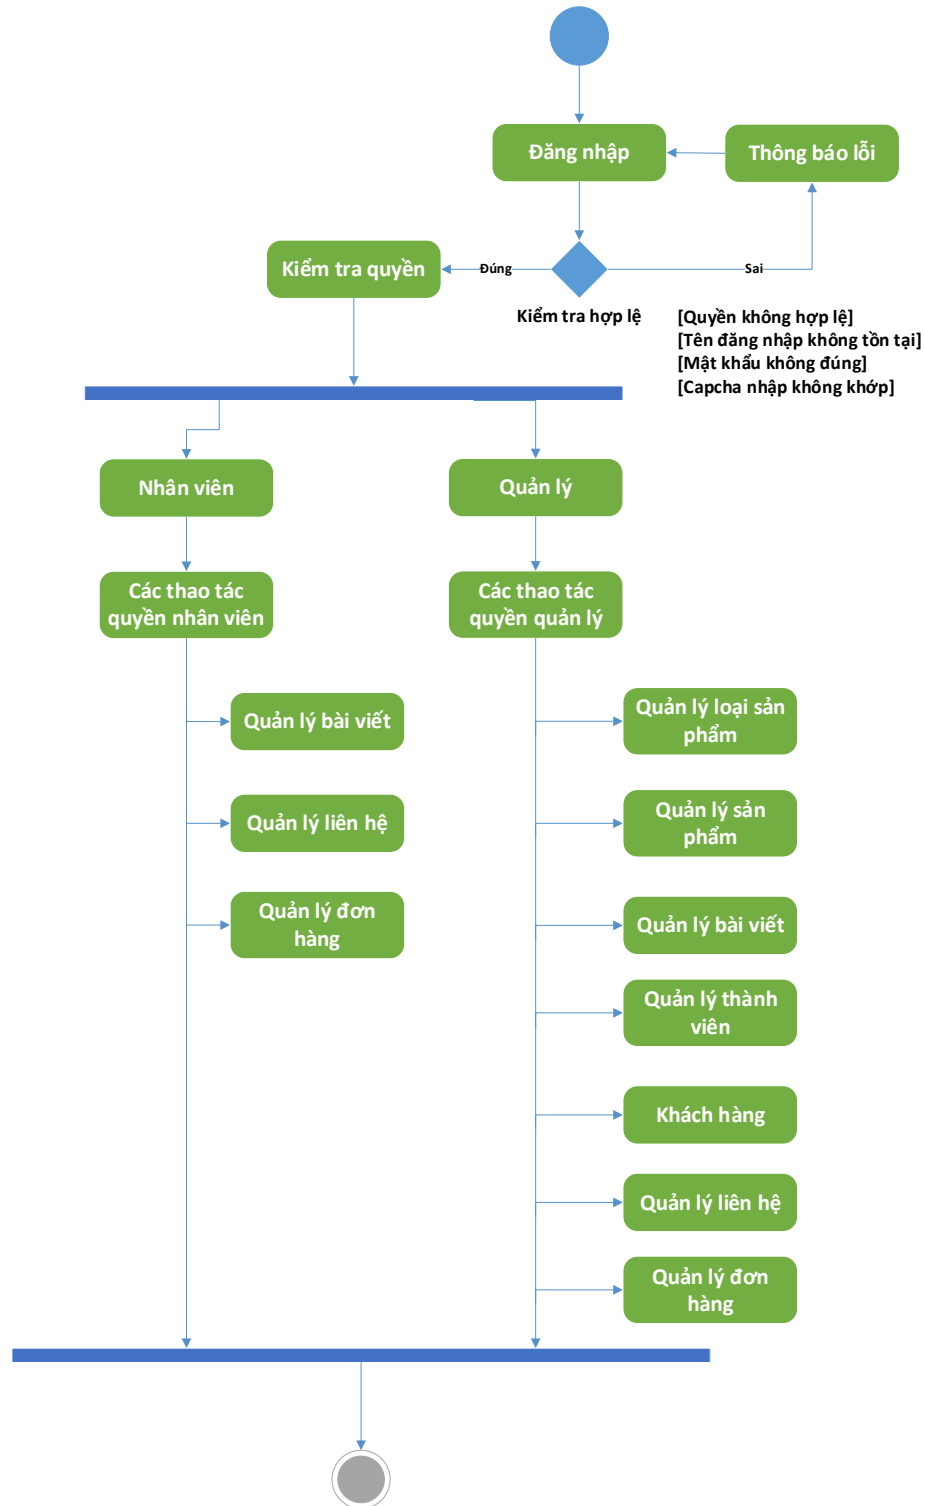 Đăng nhập
Thông báo lỗi
Kiểm tra quyền
Đúng
Sai
Kiểm tra hợp lệ
[Quyền không hợp lệ]
[Tên đăng nhập không tồn tại]
[Mật khẩu không đúng]
[Capcha nhập không khớp]
Nhân viên
Quản lý
Các thao tác
quyền nhân viên
Các thao tác
quyền quản lý
Quản lý bài viết
Quản lý liên hệ
Quản lý đơn
hàng
Quản lý loại sản
phẩm
Quản lý sản
phẩm
Quản lý bài viết
Quản lý thành
viên
Khách hàng
Quản lý liên hệ
Quản lý đơn
hàng